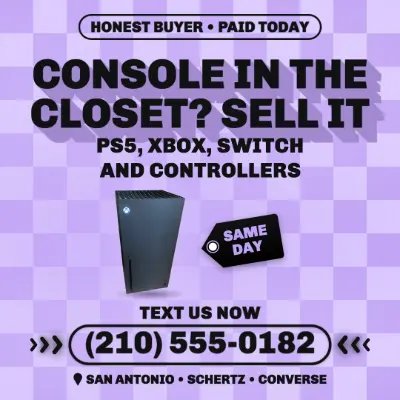 HONEST BUYER • PAID TODAY
CONSOLE IN THE
CLOSET? SELL IT
PS5, XBOX, SWITCH
AND CONTROLLERS
SAME
DAY
TEXT US NOW
››› (210) 555-0182 ‹‹‹
SAN ANTONIO • SCHERTZ • CONVERSE